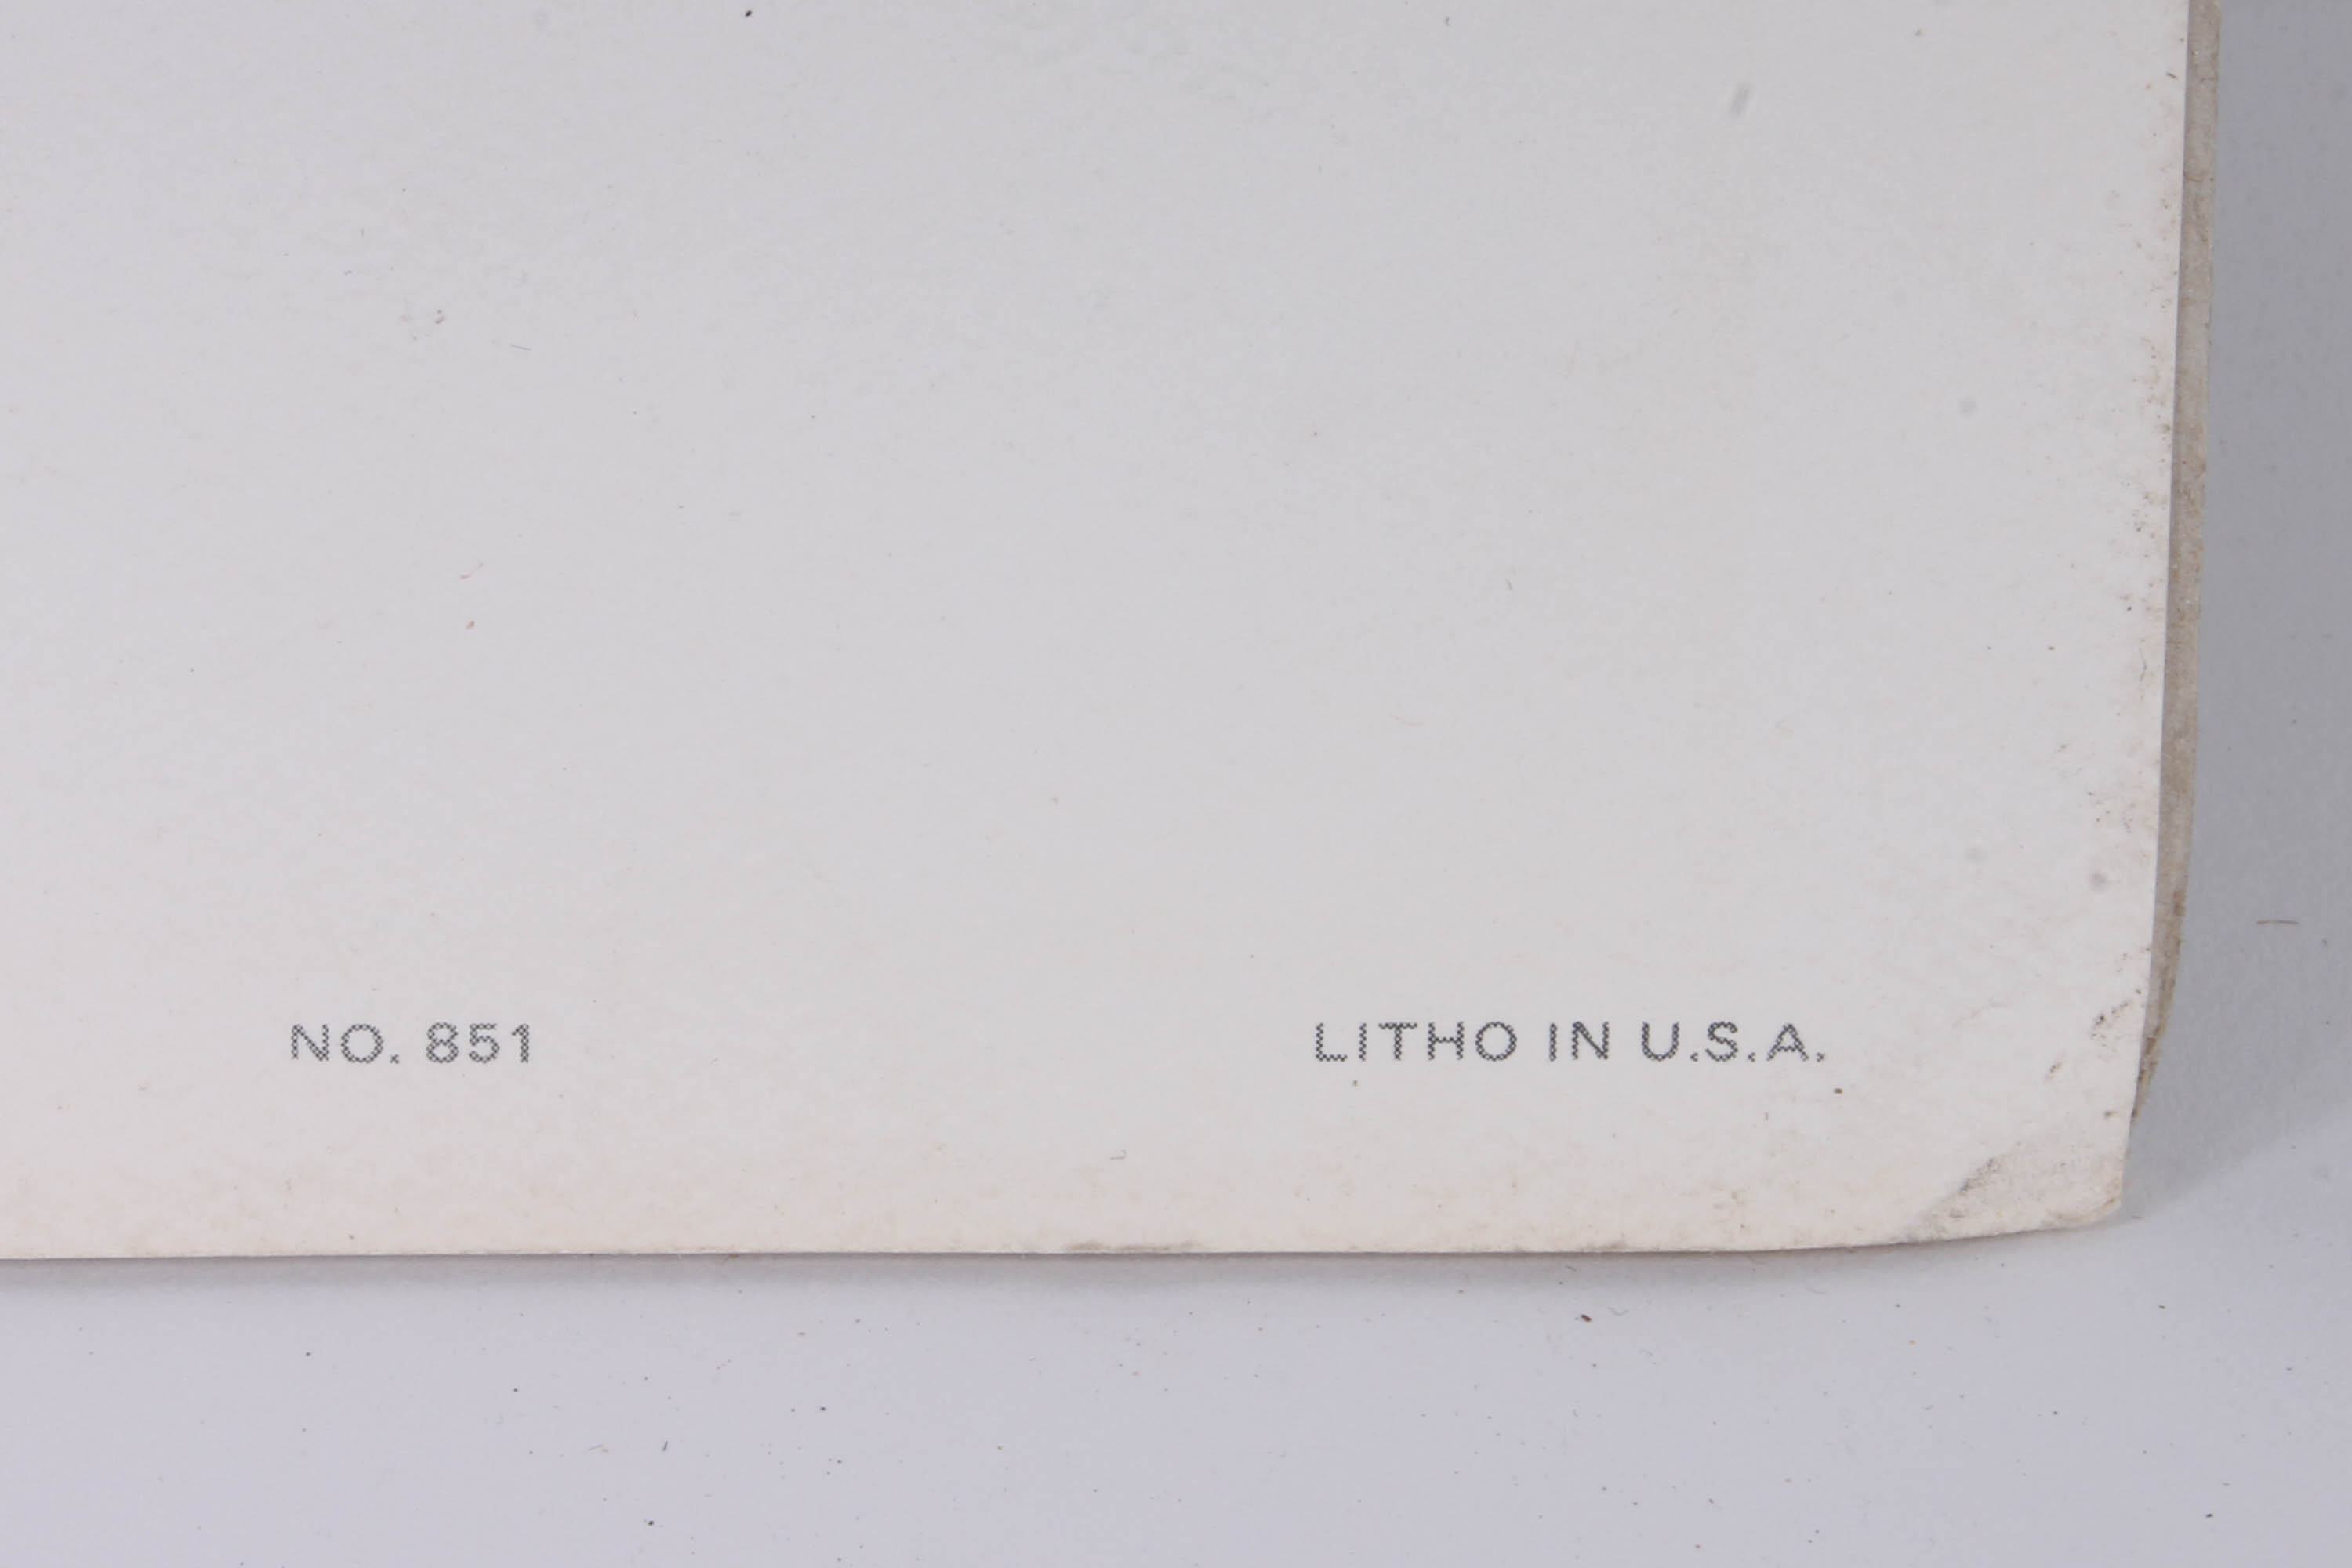 NO. 851 LITHO IN U.S.A.